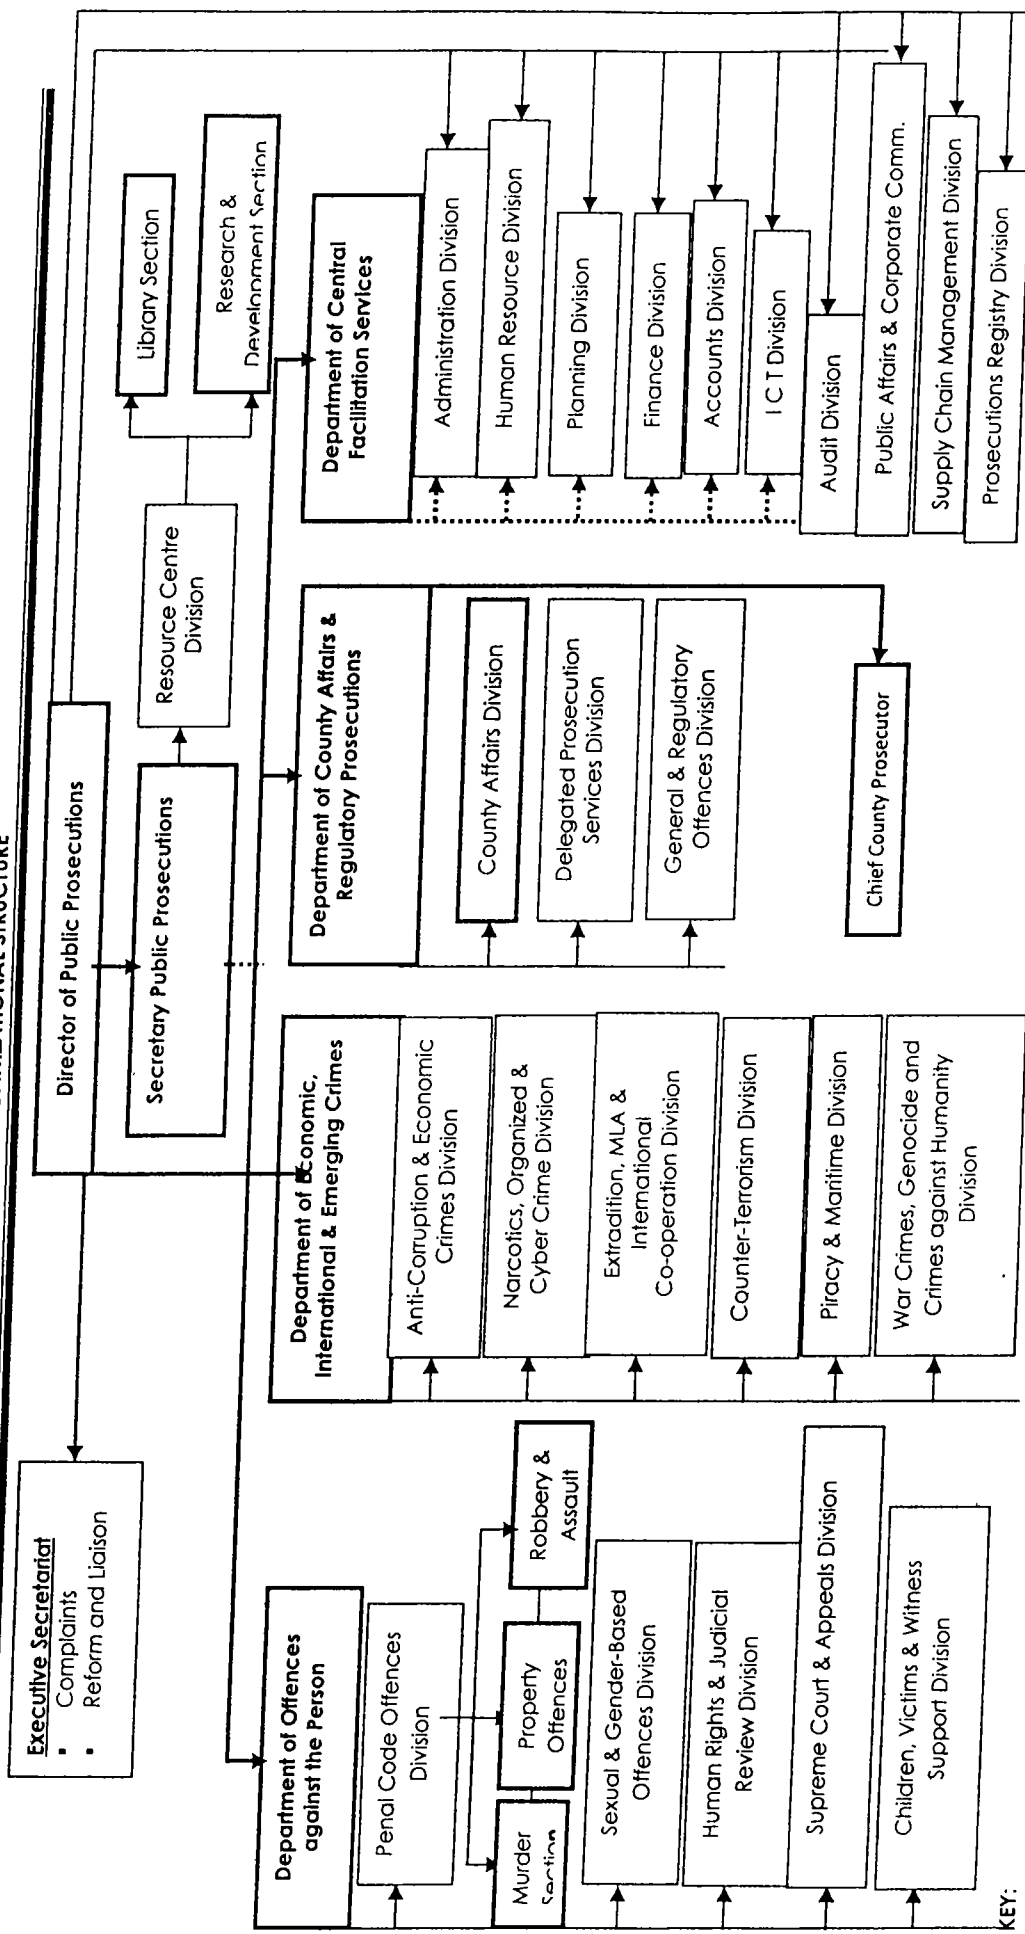 Director of Public Prosecutions
Secretary Public Prosecutions
Executive Secretariat
▪ Complaints
▪ Reform and Liaison
Resource Centre
Division
Library Section
Research &
Development Section
Department of Offences
against the Person
Penal Code Offences
Division
Murder
Section
Property
Offences
Robbery &
Assault
Sexual & Gender-Based
Offences Division
Human Rights & Judicial
Review Division
Supreme Court & Appeals Division
Children, Victims & Witness
Support Division
Department of Economic,
International & Emerging Crimes
Anti-Corruption & Economic
Crimes Division
Narcotics, Organized &
Cyber Crime Division
Extradition, MLA &
International
Co-operation Division
Counter-Terrorism Division
Piracy & Maritime Division
War Crimes, Genocide and
Crimes against Humanity
Division
Department of County Affairs &
Regulatory Prosecutions
County Affairs Division
Delegated Prosecution
Services Division
General & Regulatory
Offences Division
Chief County Prosecutor
Department of Central
Facilitation Services
Administration Division
Human Resource Division
Planning Division
Finance Division
Accounts Division
I C T Division
Audit Division
Public Affairs & Corporate Comm.
Supply Chain Management Division
Prosecutions Registry Division
KEY: